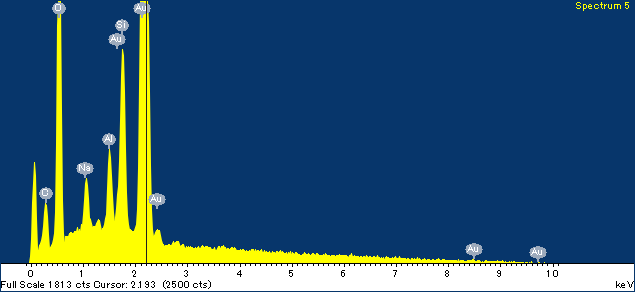 Spectrum 5
O Au
Si
Au
Al
Na
C
Au
Au
Au
0 1 2 3 4 5 6 7 8 9 10
Full Scale 1813 cts Cursor: 2.193 (2500 cts) keV